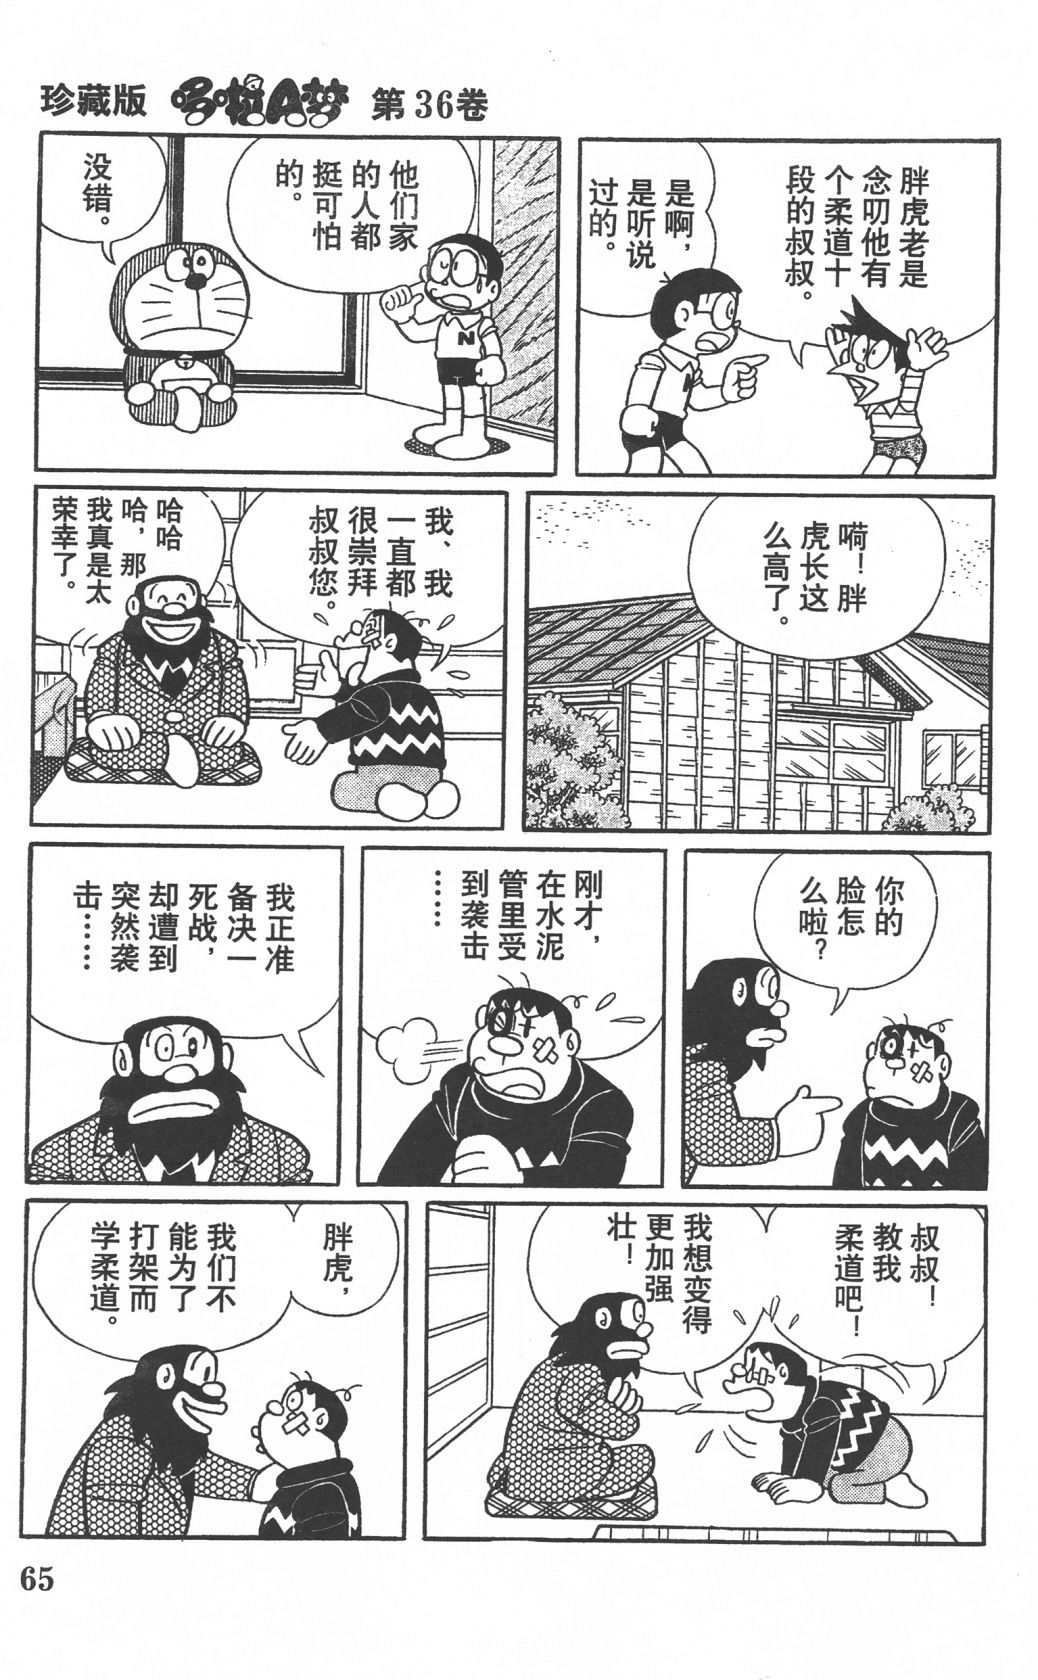 珍藏版 哆啦A梦 第36卷
胖虎老是
念叨他有
个柔道十
段的叔叔。
是啊，
是听说
过的。
他们家
的人都
挺可怕
的。
没错。
嗬！胖
虎长这
么高了。
我、我
一直都
很崇拜
叔叔您。
哈哈
哈，那
我真是太
荣幸了。
你的
脸怎
么啦？
刚才，
在水泥
管里受
到袭击
……
我正准
备决一
死战，
却遭到
突然袭
击……
叔叔！
教我
柔道吧！
我想变得
更加强
壮！
胖虎，
我们不
能为了
打架而
学柔道。
65